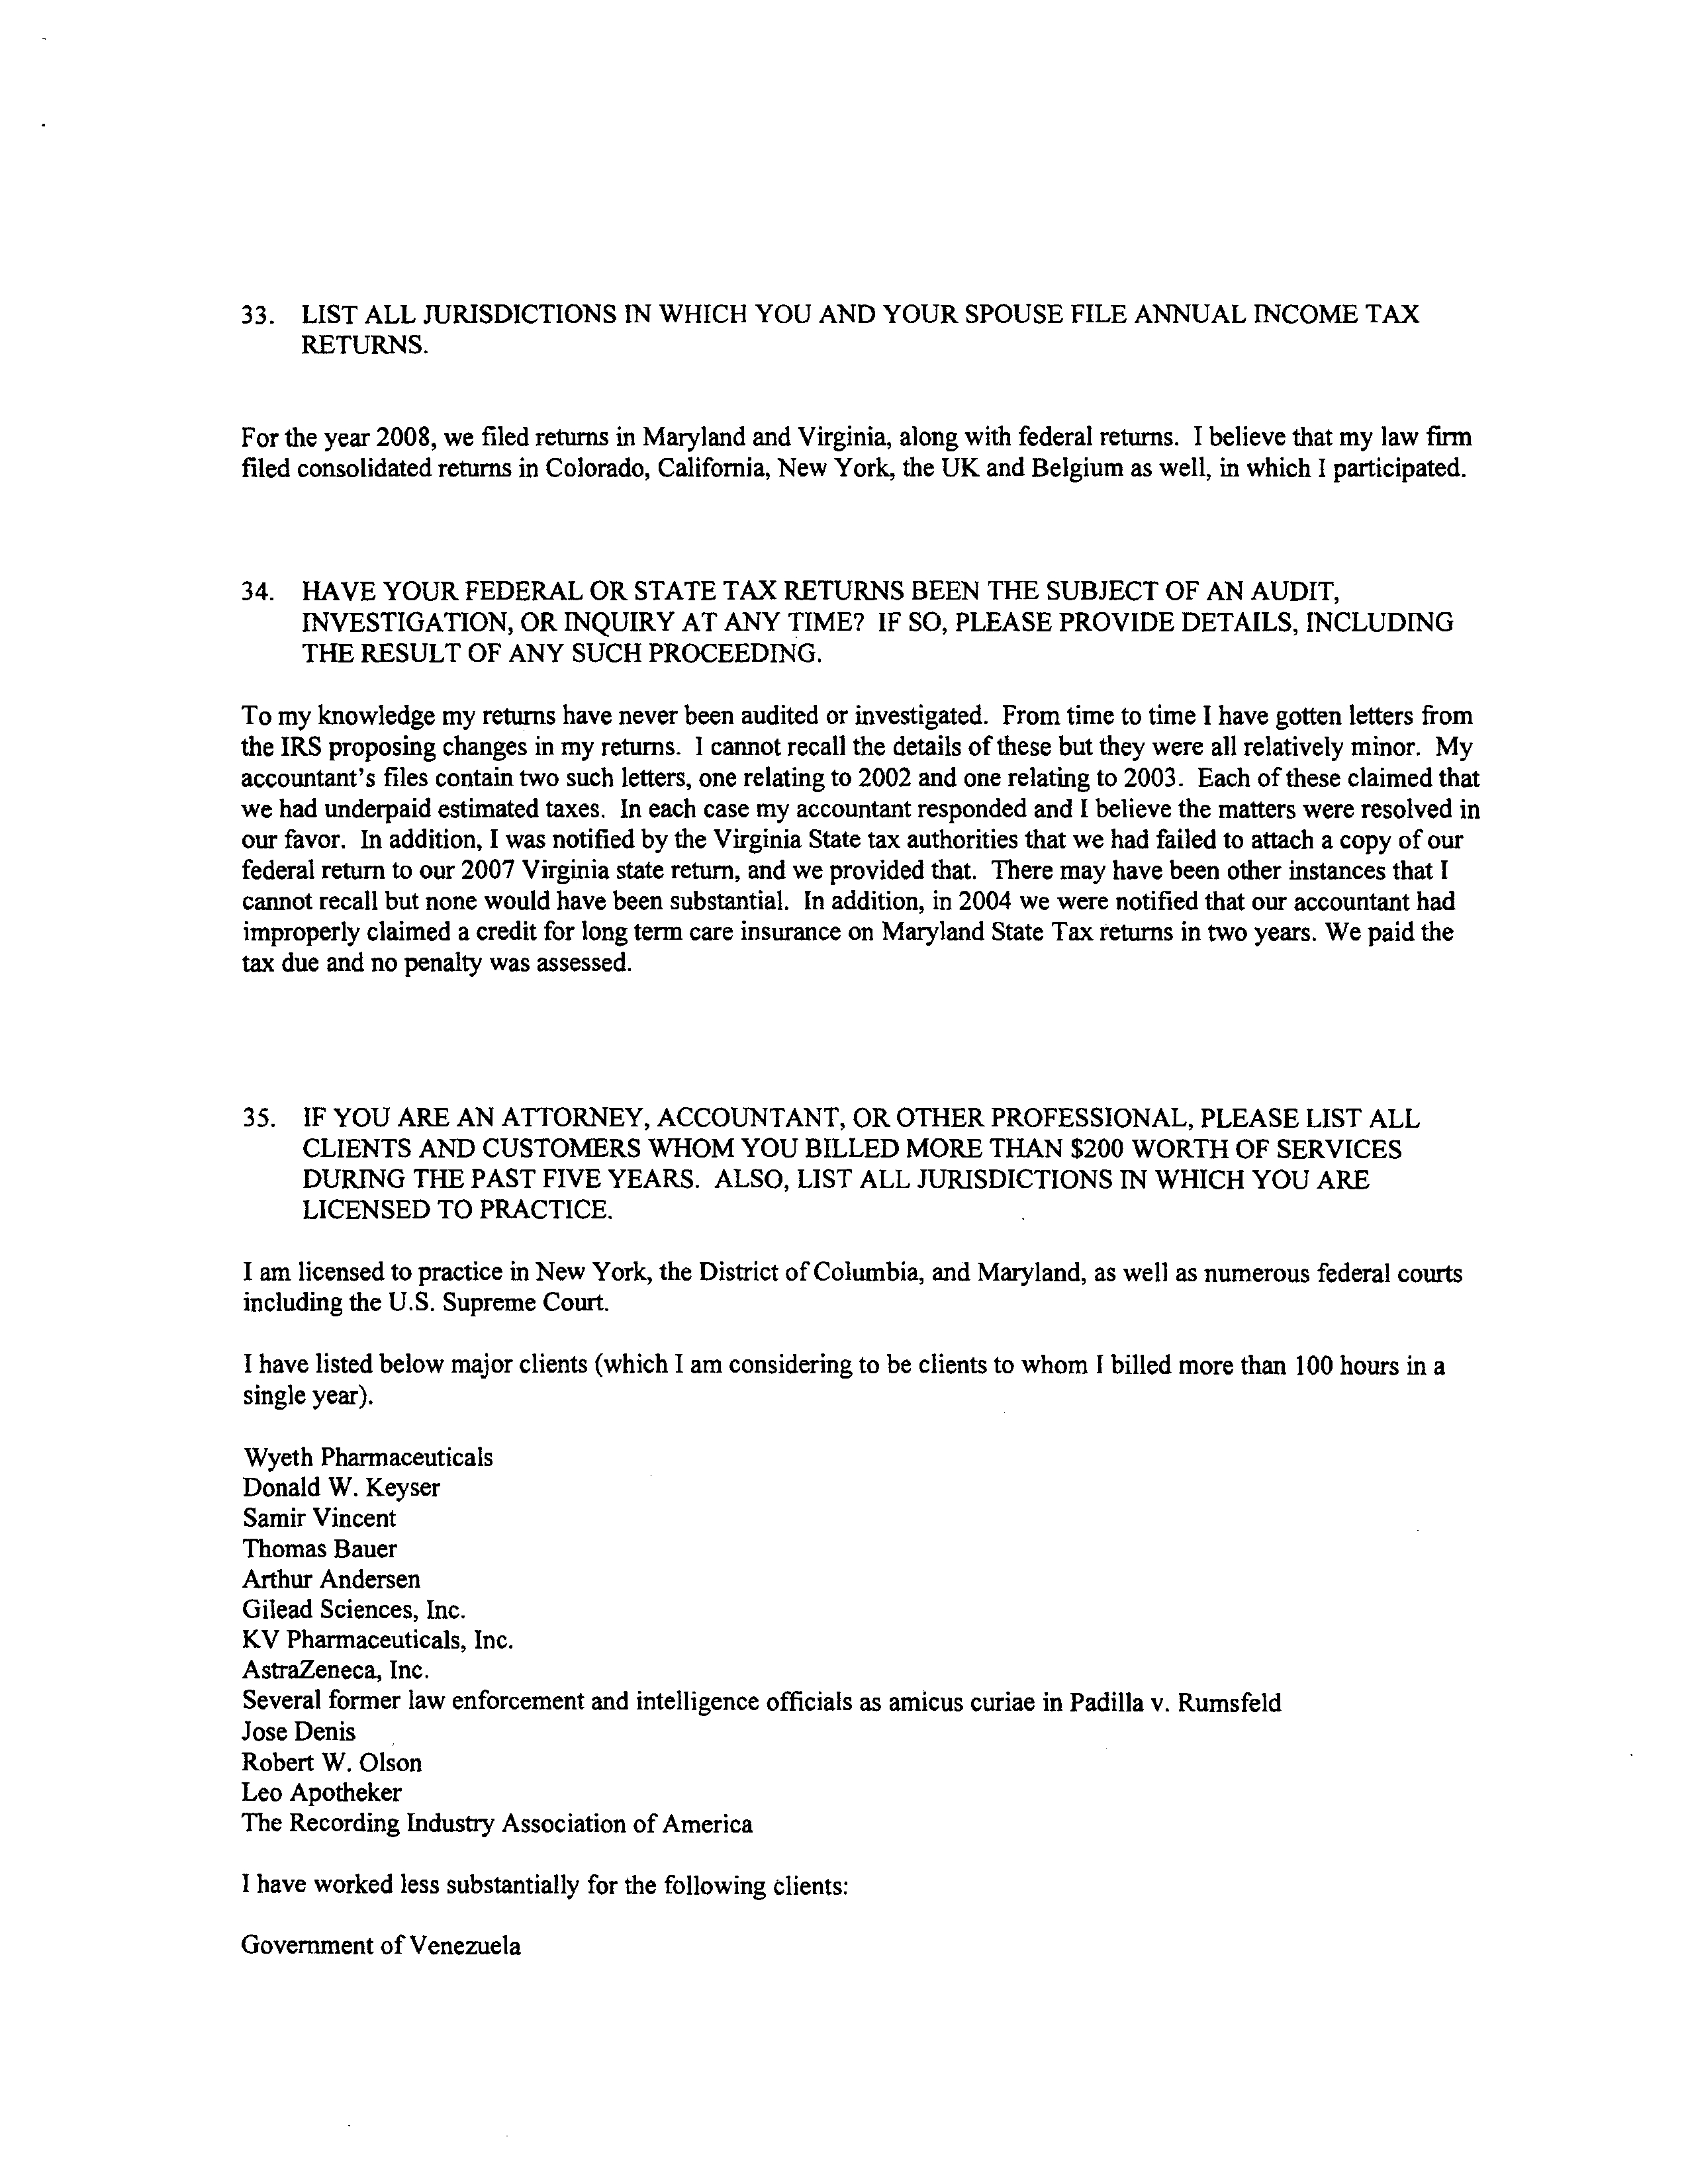 33. LIST ALL JURISDICTIONS IN WHICH YOU AND YOUR SPOUSE FILE ANNUAL INCOME TAX
RETURNS.
For the year 2008, we filed returns in Maryland and Virginia, along with federal returns. I believe that my law firm
filed consolidated returns in Colorado, California, New York, the UK and Belgium as well, in which I participated.
34. HAVE YOUR FEDERAL OR STATE TAX RETURNS BEEN THE SUBJECT OF AN AUDIT,
INVESTIGATION, OR INQUIRY AT ANY TIME? IF SO, PLEASE PROVIDE DETAILS, INCLUDING
THE RESULT OF ANY SUCH PROCEEDING.
To my knowledge my returns have never been audited or investigated. From time to time I have gotten letters from
the IRS proposing changes in my returns. I cannot recall the details of these but they were all relatively minor. My
accountant's files contain two such letters, one relating to 2002 and one relating to 2003. Each of these claimed that
we had underpaid estimated taxes. In each case my accountant responded and I believe the matters were resolved in
our favor. In addition, I was notified by the Virginia State tax authorities that we had failed to attach a copy of our
federal return to our 2007 Virginia state return, and we provided that. There may have been other instances that I
cannot recall but none would have been substantial. In addition, in 2004 we were notified that our accountant had
improperly claimed a credit for long term care insurance on Maryland State Tax returns in two years. We paid the
tax due and no penalty was assessed.
35. IF YOU ARE AN ATTORNEY, ACCOUNTANT, OR OTHER PROFESSIONAL, PLEASE LIST ALL
CLIENTS AND CUSTOMERS WHOM YOU BILLED MORE THAN $200 WORTH OF SERVICES
DURING THE PAST FIVE YEARS. ALSO, LIST ALL JURISDICTIONS IN WHICH YOU ARE
LICENSED TO PRACTICE.
I am licensed to practice in New York, the District of Columbia, and Maryland, as well as numerous federal courts
including the U.S. Supreme Court.
I have listed below major clients (which I am considering to be clients to whom I billed more than 100 hours in a
single year).
Wyeth Pharmaceuticals
Donald W. Keyser
Samir Vincent
Thomas Bauer
Arthur Andersen
Gilead Sciences, Inc.
KV Pharmaceuticals, Inc.
AstraZeneca, Inc.
Several former law enforcement and intelligence officials as amicus curiae in Padilla v. Rumsfeld
Jose Denis
Robert W. Olson
Leo Apotheker
The Recording Industry Association of America
I have worked less substantially for the following clients:
Government of Venezuela